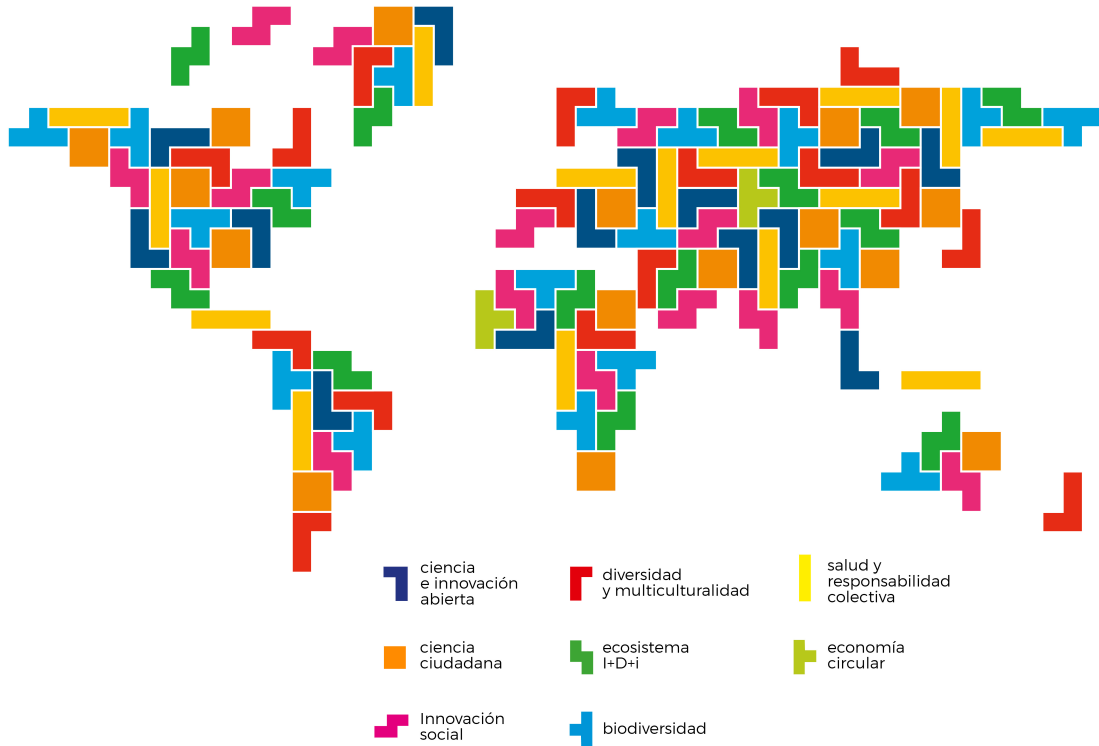 ciencia
e innovación
abierta
diversidad
y multiculturalidad
salud y
responsabilidad
colectiva
ciencia
ciudadana
ecosistema
I+D+i
economía
circular
Innovación
social
biodiversidad